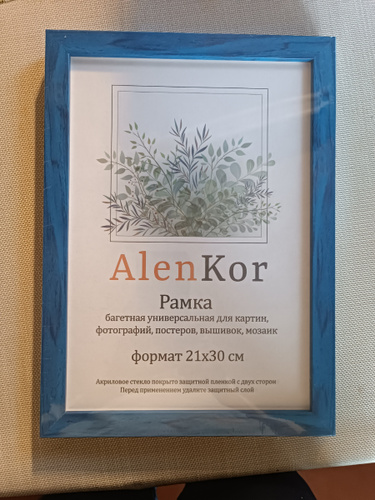 AlenKor
Рамка
багетная универсальная для картин,
фотографий, постеров, вышивок, мозаик
формат 21х30 см
Акриловое стекло покрыто защитной пленкой с двух сторон
Перед применением удалите защитный слой